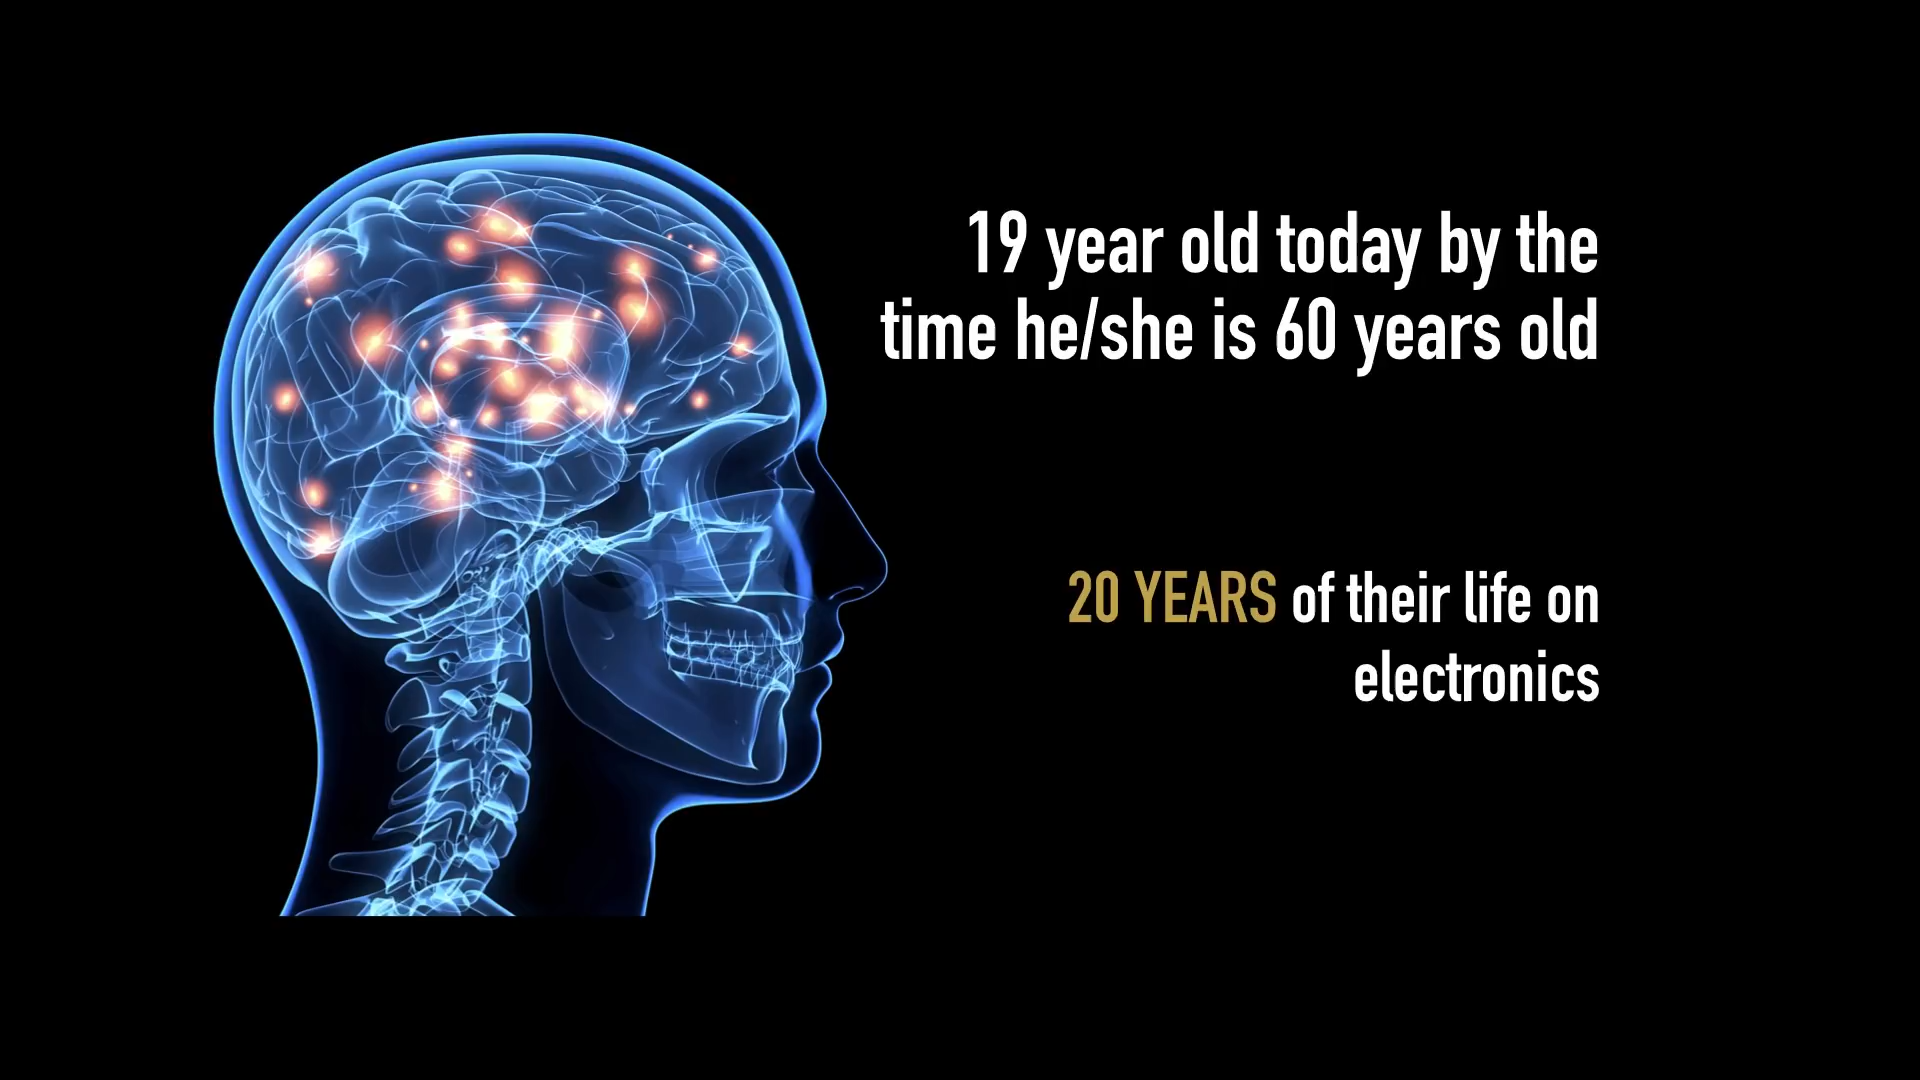 19 year old today by the
time he/she is 60 years old
20 YEARS of their life on
electronics